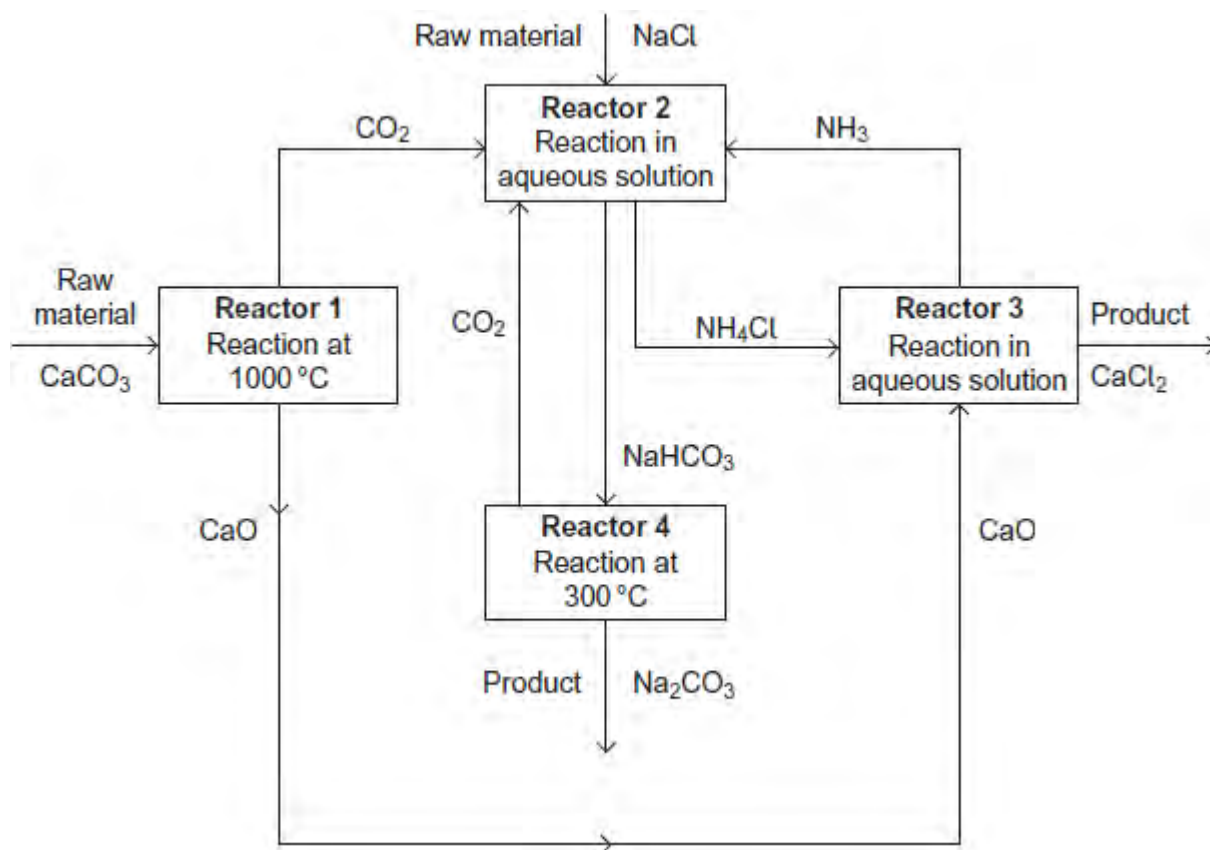 Raw material NaCl
Reactor 2
Reaction in
aqueous solution
CO₂
NH₃
Raw
material
CaCO₃
Reactor 1
Reaction at
1000 °C
CO₂
NH₄Cl
Reactor 3
Reaction in
aqueous solution
Product
CaCl₂
NaHCO₃
CaO
Reactor 4
Reaction at
300 °C
CaO
Product Na₂CO₃